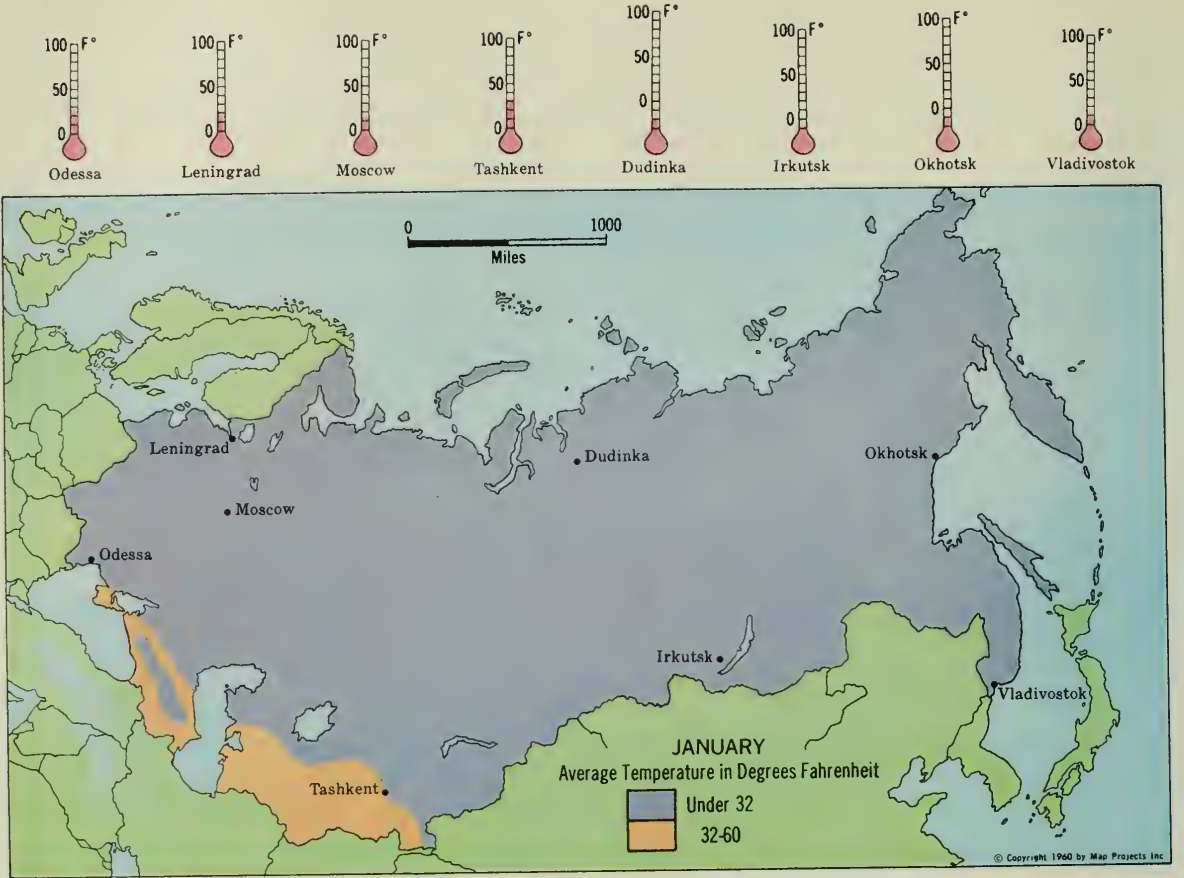 100 F°
50
0
Odessa
100 F°
50
0
Leningrad
100 F°
50
0
Moscow
100 F°
50
0
Tashkent
100 F°
50
0
Dudinka
100 F°
50
0
Irkutsk
100 F°
50
0
Okhotsk
100 F°
50
0
Vladivostok
0 1000
Miles
Leningrad
Dudinka
Okhotsk
Moscow
Odessa
Irkutsk
Vladivostok
Tashkent
JANUARY
Average Temperature in Degrees Fahrenheit
Under 32
32-60
© Copyright 1960 by Map Projects Inc